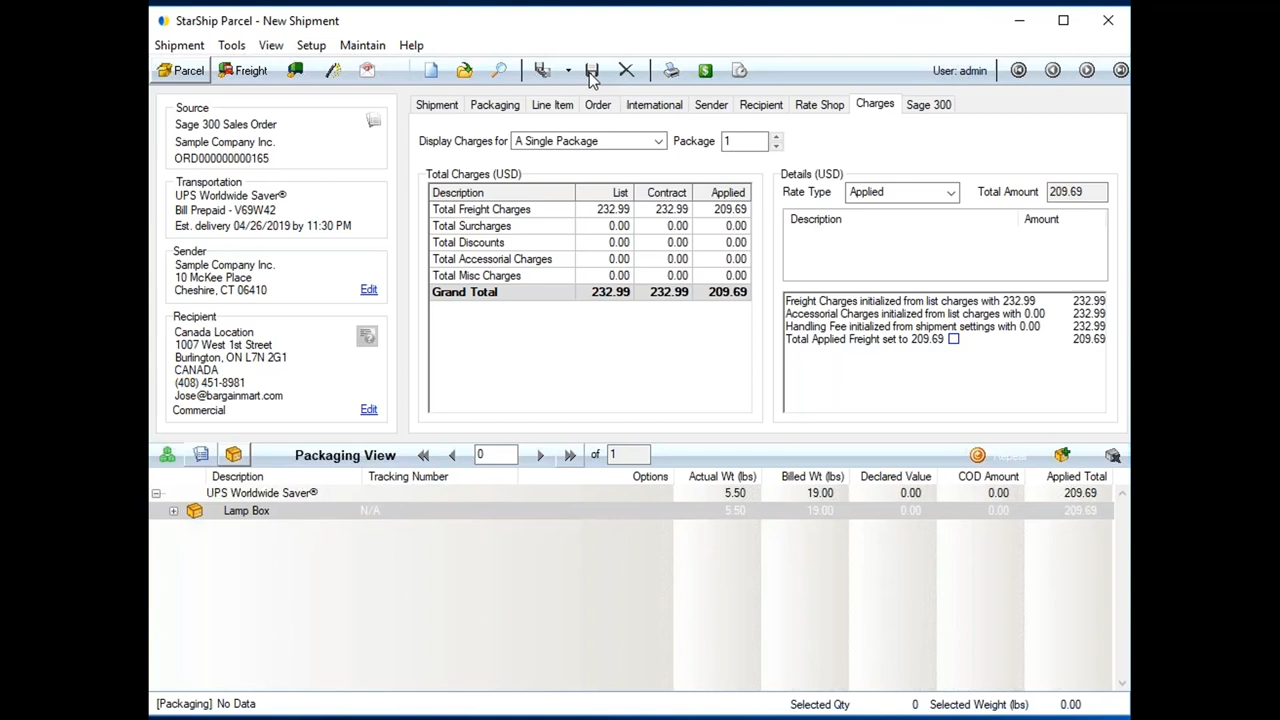 StarShip Parcel - New Shipment
Shipment Tools View Setup Maintain Help
Parcel Freight User: admin
Source
Sage 300 Sales Order
Sample Company Inc.
ORD000000000165
Transportation
UPS Worldwide Saver®
Bill Prepaid - V69W42
Est. delivery 04/26/2019 by 11:30 PM
Sender
Sample Company Inc.
10 McKee Place
Cheshire, CT 06410 Edit
Recipient
Canada Location
1007 West 1st Street
Burlington, ON L7N 2G1
CANADA
(408) 451-8981
Jose@bargainmart.com
Commercial Edit
Shipment Packaging Line Item Order International Sender Recipient Rate Shop Charges Sage 300
Display Charges for A Single Package Package 1
Total Charges (USD)
Description List Contract Applied
Total Freight Charges 232.99 232.99 209.69
Total Surcharges 0.00 0.00 0.00
Total Discounts 0.00 0.00 0.00
Total Accessorial Charges 0.00 0.00 0.00
Total Misc Charges 0.00 0.00 0.00
Grand Total 232.99 232.99 209.69
Details (USD)
Rate Type Applied Total Amount 209.69
Description Amount
Freight Charges initialized from list charges with 232.99 232.99
Accessorial Charges initialized from list charges with 0.00 232.99
Handling Fee initialized from shipment settings with 0.00 232.99
Total Applied Freight set to 209.69 209.69
Packaging View 0 of 1 Repeat
Description Tracking Number Options Actual Wt (lbs) Billed Wt (lbs) Declared Value COD Amount Applied Total
UPS Worldwide Saver® 5.50 19.00 0.00 0.00 209.69
Lamp Box N/A 5.50 19.00 0.00 0.00 209.69
[Packaging] No Data Selected Qty 0 Selected Weight (lbs) 0.00